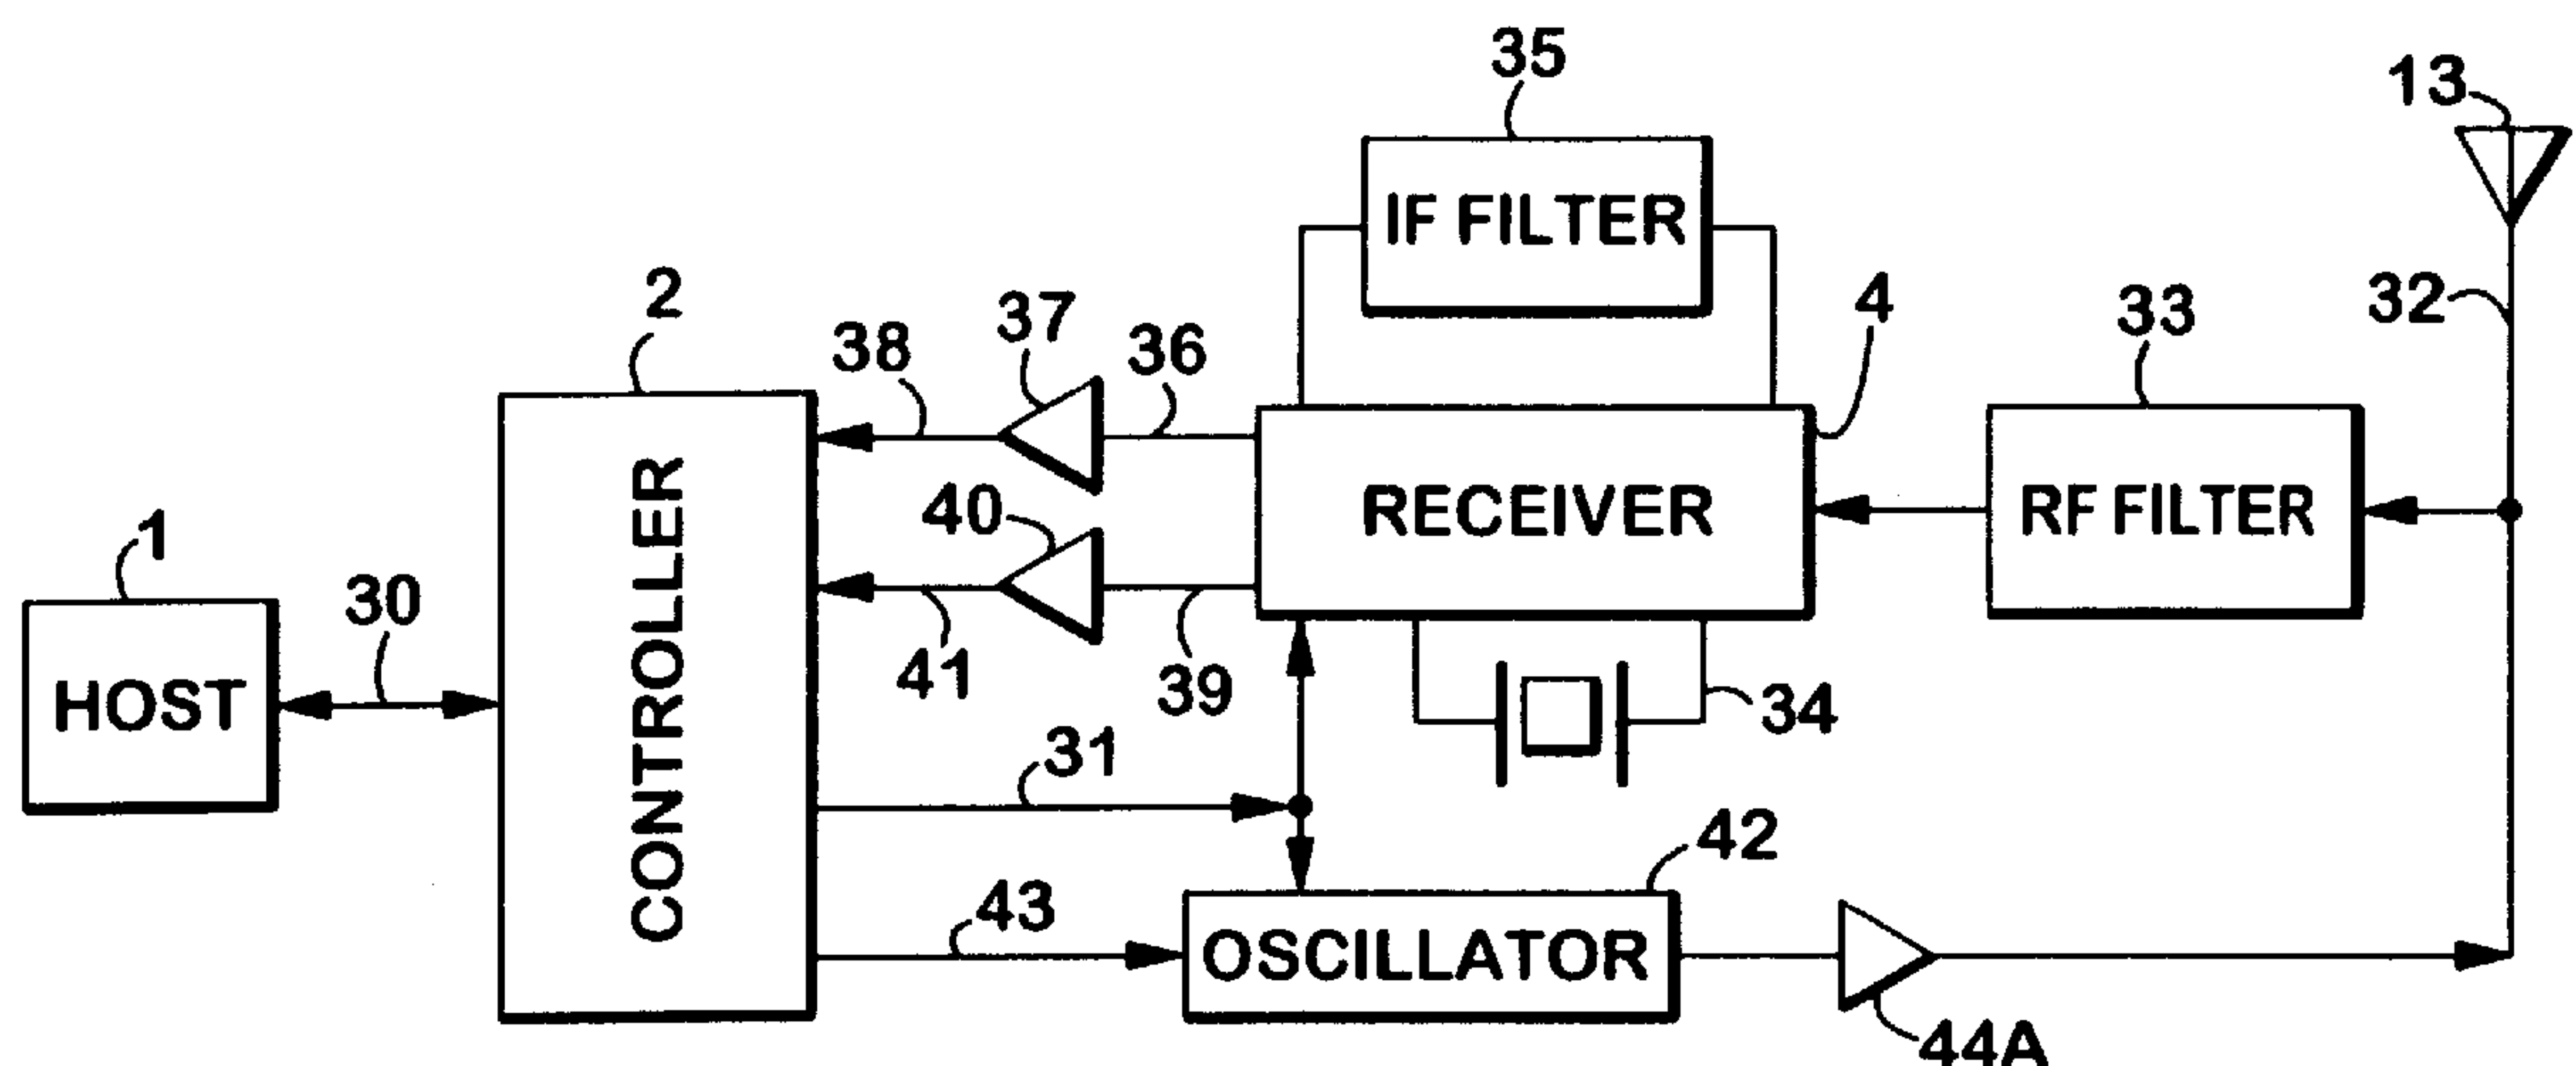 35
13
IF FILTER
2
37
4
32
33
38
36
40
RECEIVER
RF FILTER
1
30
CONTROLLER
41
39
34
HOST
31
42
43
OSCILLATOR
44A